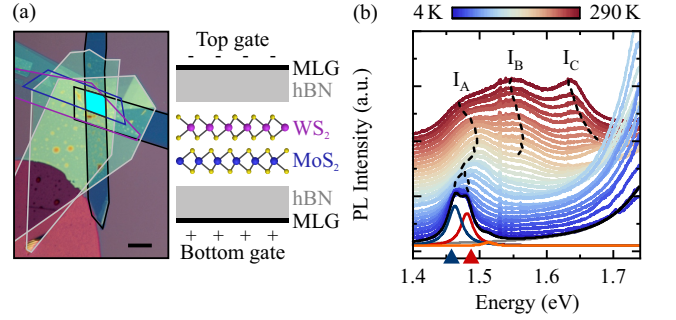 (a)
Top gate
- - - -
MLG
hBN
WS₂
MoS₂
hBN
MLG
+ + + +
Bottom gate
(b)
4 K
290 K
PL Intensity (a.u.)
I_A
I_B
I_C
1.4 1.5 1.6 1.7
Energy (eV)